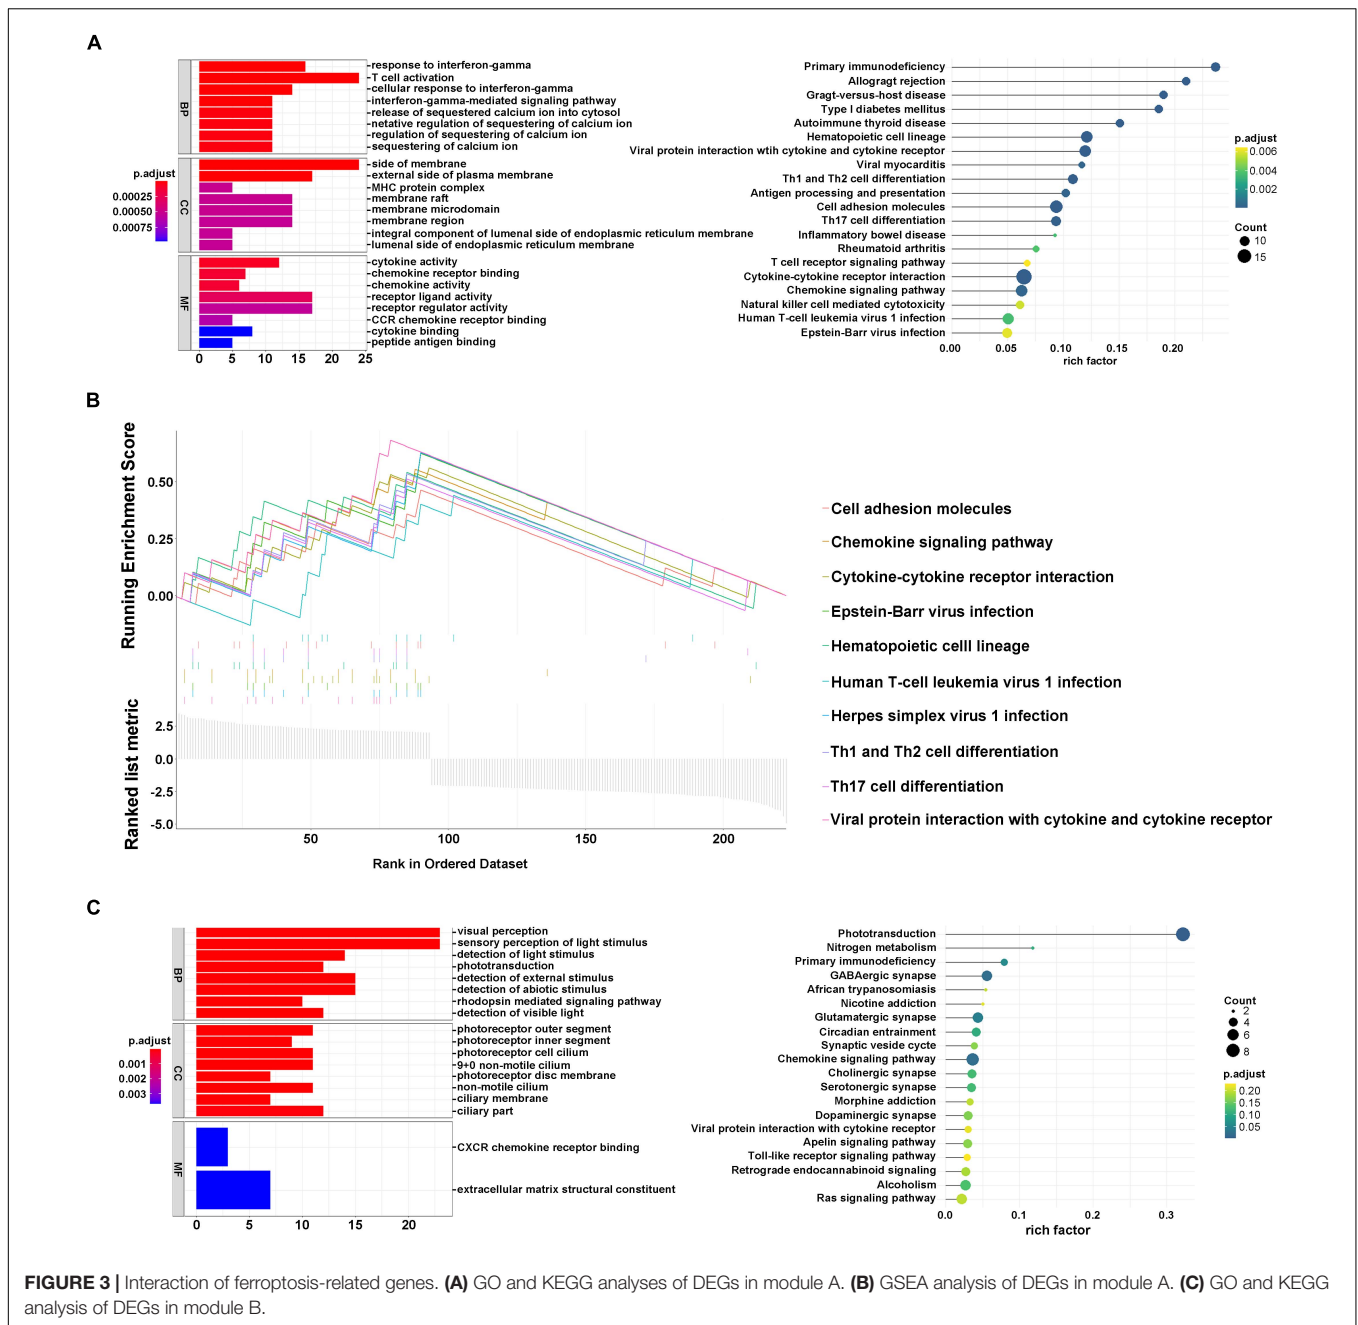 A
BP
response to interferon-gamma
T cell activation
cellular response to interferon-gamma
interferon-gamma-mediated signaling pathway
release of sequestered calcium ion into cytosol
netative regulation of sequestering of calcium ion
regulation of sequestering of calcium ion
sequestering of calcium ion
CC
side of membrane
external side of plasma membrane
MHC protein complex
membrane raft
membrane microdomain
membrane region
integral component of lumenal side of endoplasmic reticulum membrane
lumenal side of endoplasmic reticulum membrane
MF
cytokine activity
chemokine receptor binding
chemokine activity
receptor ligand activity
receptor regulator activity
CCR chemokine receptor binding
cytokine binding
peptide antigen binding
0 5 10 15 20 25
p.adjust
0.00025
0.00050
0.00075
Primary immunodeficiency
Allogragt rejection
Gragt-versus-host disease
Type I diabetes mellitus
Autoimmune thyroid disease
Hematopoietic cell lineage
Viral protein interaction wtih cytokine and cytokine receptor
Viral myocarditis
Th1 and Th2 cell differentiation
Antigen processing and presentation
Cell adhesion molecules
Th17 cell differentiation
Inflammatory bowel disease
Rheumatoid arthritis
T cell receptor signaling pathway
Cytokine-cytokine receptor interaction
Chemokine signaling pathway
Natural killer cell mediated cytotoxicity
Human T-cell leukemia virus 1 infection
Epstein-Barr virus infection
0.00 0.05 0.10 0.15 0.20
rich factor
p.adjust
0.006
0.004
0.002
Count
10
15
B
Running Enrichment Score
0.50
0.25
0.00
Ranked list metric
2.5
0.0
-2.5
-5.0
50 100 150 200
Rank in Ordered Dataset
Cell adhesion molecules
Chemokine signaling pathway
Cytokine-cytokine receptor interaction
Epstein-Barr virus infection
Hematopoietic celll lineage
Human T-cell leukemia virus 1 infection
Herpes simplex virus 1 infection
Th1 and Th2 cell differentiation
Th17 cell differentiation
Viral protein interaction with cytokine and cytokine receptor
C
BP
visual perception
sensory perception of light stimulus
detection of light stimulus
phototransduction
detection of external stimulus
detection of abiotic stimulus
rhodopsin mediated signaling pathway
detection of visible light
CC
photoreceptor outer segment
photoreceptor inner segment
photoreceptor cell cilium
9+0 non-motile cilium
photoreceptor disc membrane
non-motile cilium
ciliary membrane
ciliary part
MF
CXCR chemokine receptor binding
extracellular matrix structural constituent
0 5 10 15 20
p.adjust
0.001
0.002
0.003
Phototransduction
Nitrogen metabolism
Primary immunodeficiency
GABAergic synapse
African trypanosomiasis
Nicotine addiction
Glutamatergic synapse
Circadian entrainment
Synaptic veside cycte
Chemokine signaling pathway
Cholinergic synapse
Serotonergic synapse
Morphine addiction
Dopaminergic synapse
Viral protein interaction with cytokine receptor
Apelin signaling pathway
Toll-like receptor signaling pathway
Retrograde endocannabinoid signaling
Alcoholism
Ras signaling pathway
0.0 0.1 0.2 0.3
rich factor
Count
2
4
6
8
p.adjust
0.20
0.15
0.10
0.05
FIGURE 3 | Interaction of ferroptosis-related genes. (A) GO and KEGG analyses of DEGs in module A. (B) GSEA analysis of DEGs in module A. (C) GO and KEGG
analysis of DEGs in module B.